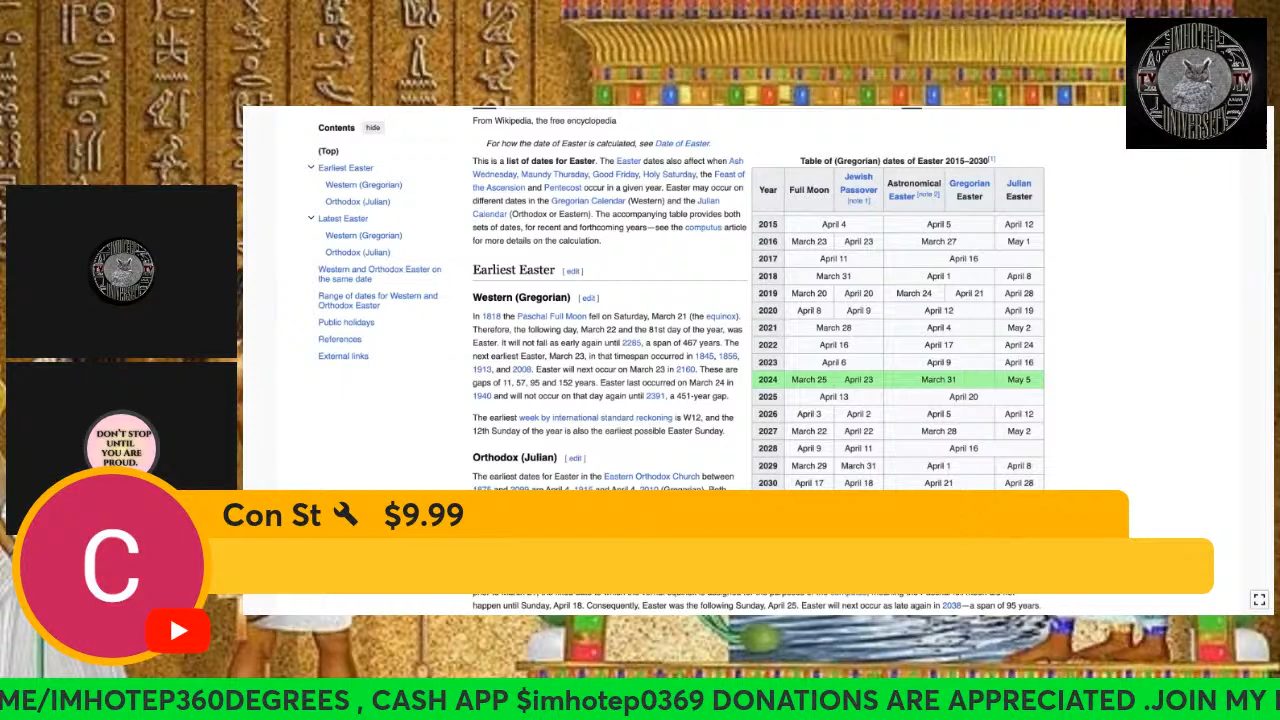 IMHOTEP
TV TV
UNIVERSE
From Wikipedia, the free encyclopedia
Contents hide
(Top)
Earliest Easter
Western (Gregorian)
Orthodox (Julian)
Latest Easter
Western (Gregorian)
Orthodox (Julian)
Western and Orthodox Easter on
the same date
Range of dates for Western and
Orthodox Easter
Public holidays
References
External links
For how the date of Easter is calculated, see Date of Easter.
This is a list of dates for Easter. The Easter dates also affect when Ash
Wednesday, Maundy Thursday, Good Friday, Holy Saturday, the Feast of
the Ascension and Pentecost occur in a given year. Easter may occur on
different dates in the Gregorian Calendar (Western) and the Julian
Calendar (Orthodox or Eastern). The accompanying table provides both
sets of dates, for recent and forthcoming years—see the computus article
for more details on the calculation.
Earliest Easter [ edit ]
Western (Gregorian) [ edit ]
In 1818 the Paschal Full Moon fell on Saturday, March 21 (the equinox).
Therefore, the following day, March 22 and the 81st day of the year, was
Easter. It will not fall as early again until 2285, a span of 467 years. The
next earliest Easter, March 23, in that timespan occurred in 1845, 1856,
1913, and 2008. Easter will next occur on March 23 in 2160. These are
gaps of 11, 57, 95 and 152 years. Easter last occurred on March 24 in
1940 and will not occur on that day again until 2391, a 451-year gap.
The earliest week by international standard reckoning is W12, and the
12th Sunday of the year is also the earliest possible Easter Sunday.
Orthodox (Julian) [ edit ]
The earliest dates for Easter in the Eastern Orthodox Church between
1875 and 2099 are April 4, 1915 and April 4, 2010 (Gregorian). Both
Table of (Gregorian) dates of Easter 2015–2030[1]
Year Full Moon Jewish Passover [note 1] Astronomical Easter [note 2] Gregorian Easter Julian Easter
2015 April 4 April 5 April 12
2016 March 23 April 23 March 27 May 1
2017 April 11 April 16
2018 March 31 April 1 April 8
2019 March 20 April 20 March 24 April 21 April 28
2020 April 8 April 9 April 12 April 19
2021 March 28 April 4 May 2
2022 April 16 April 17 April 24
2023 April 6 April 9 April 16
2024 March 25 April 23 March 31 May 5
2025 April 13 April 20
2026 April 3 April 2 April 5 April 12
2027 March 22 April 22 March 28 May 2
2028 April 9 April 11 April 16
2029 March 29 March 31 April 1 April 8
2030 April 17 April 18 April 21 April 28
happen until Sunday, April 18. Consequently, Easter was the following Sunday, April 25. Easter will next occur as late again in 2038—a span of 95 years.
DON'T STOP
UNTIL
YOU ARE
PROUD.
C
Con St $9.99
ME/IMHOTEP360DEGREES , CASH APP $imhotep0369 DONATIONS ARE APPRECIATED .JOIN MY